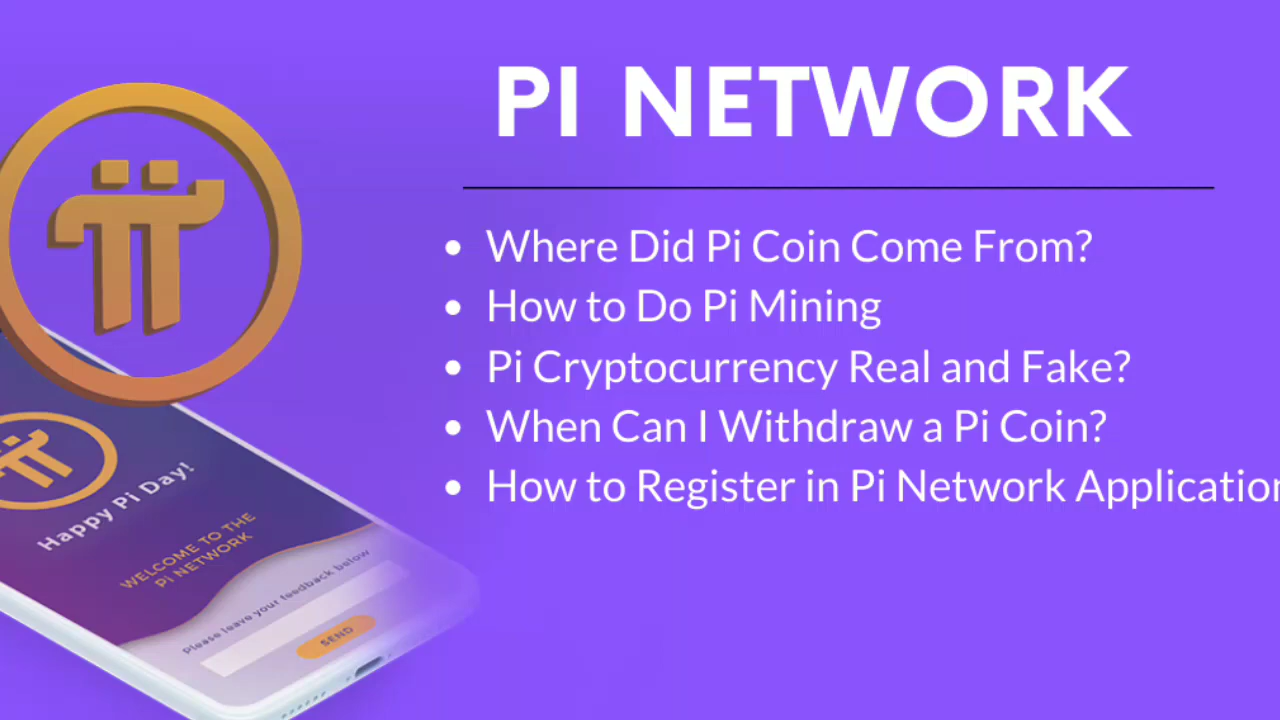 PI NETWORK
• Where Did Pi Coin Come From?
• How to Do Pi Mining
• Pi Cryptocurrency Real and Fake?
• When Can I Withdraw a Pi Coin?
• How to Register in Pi Network Application
Happy Pi Day!
WELCOME TO THE
Pi NETWORK
Please leave your feedback below
SEND